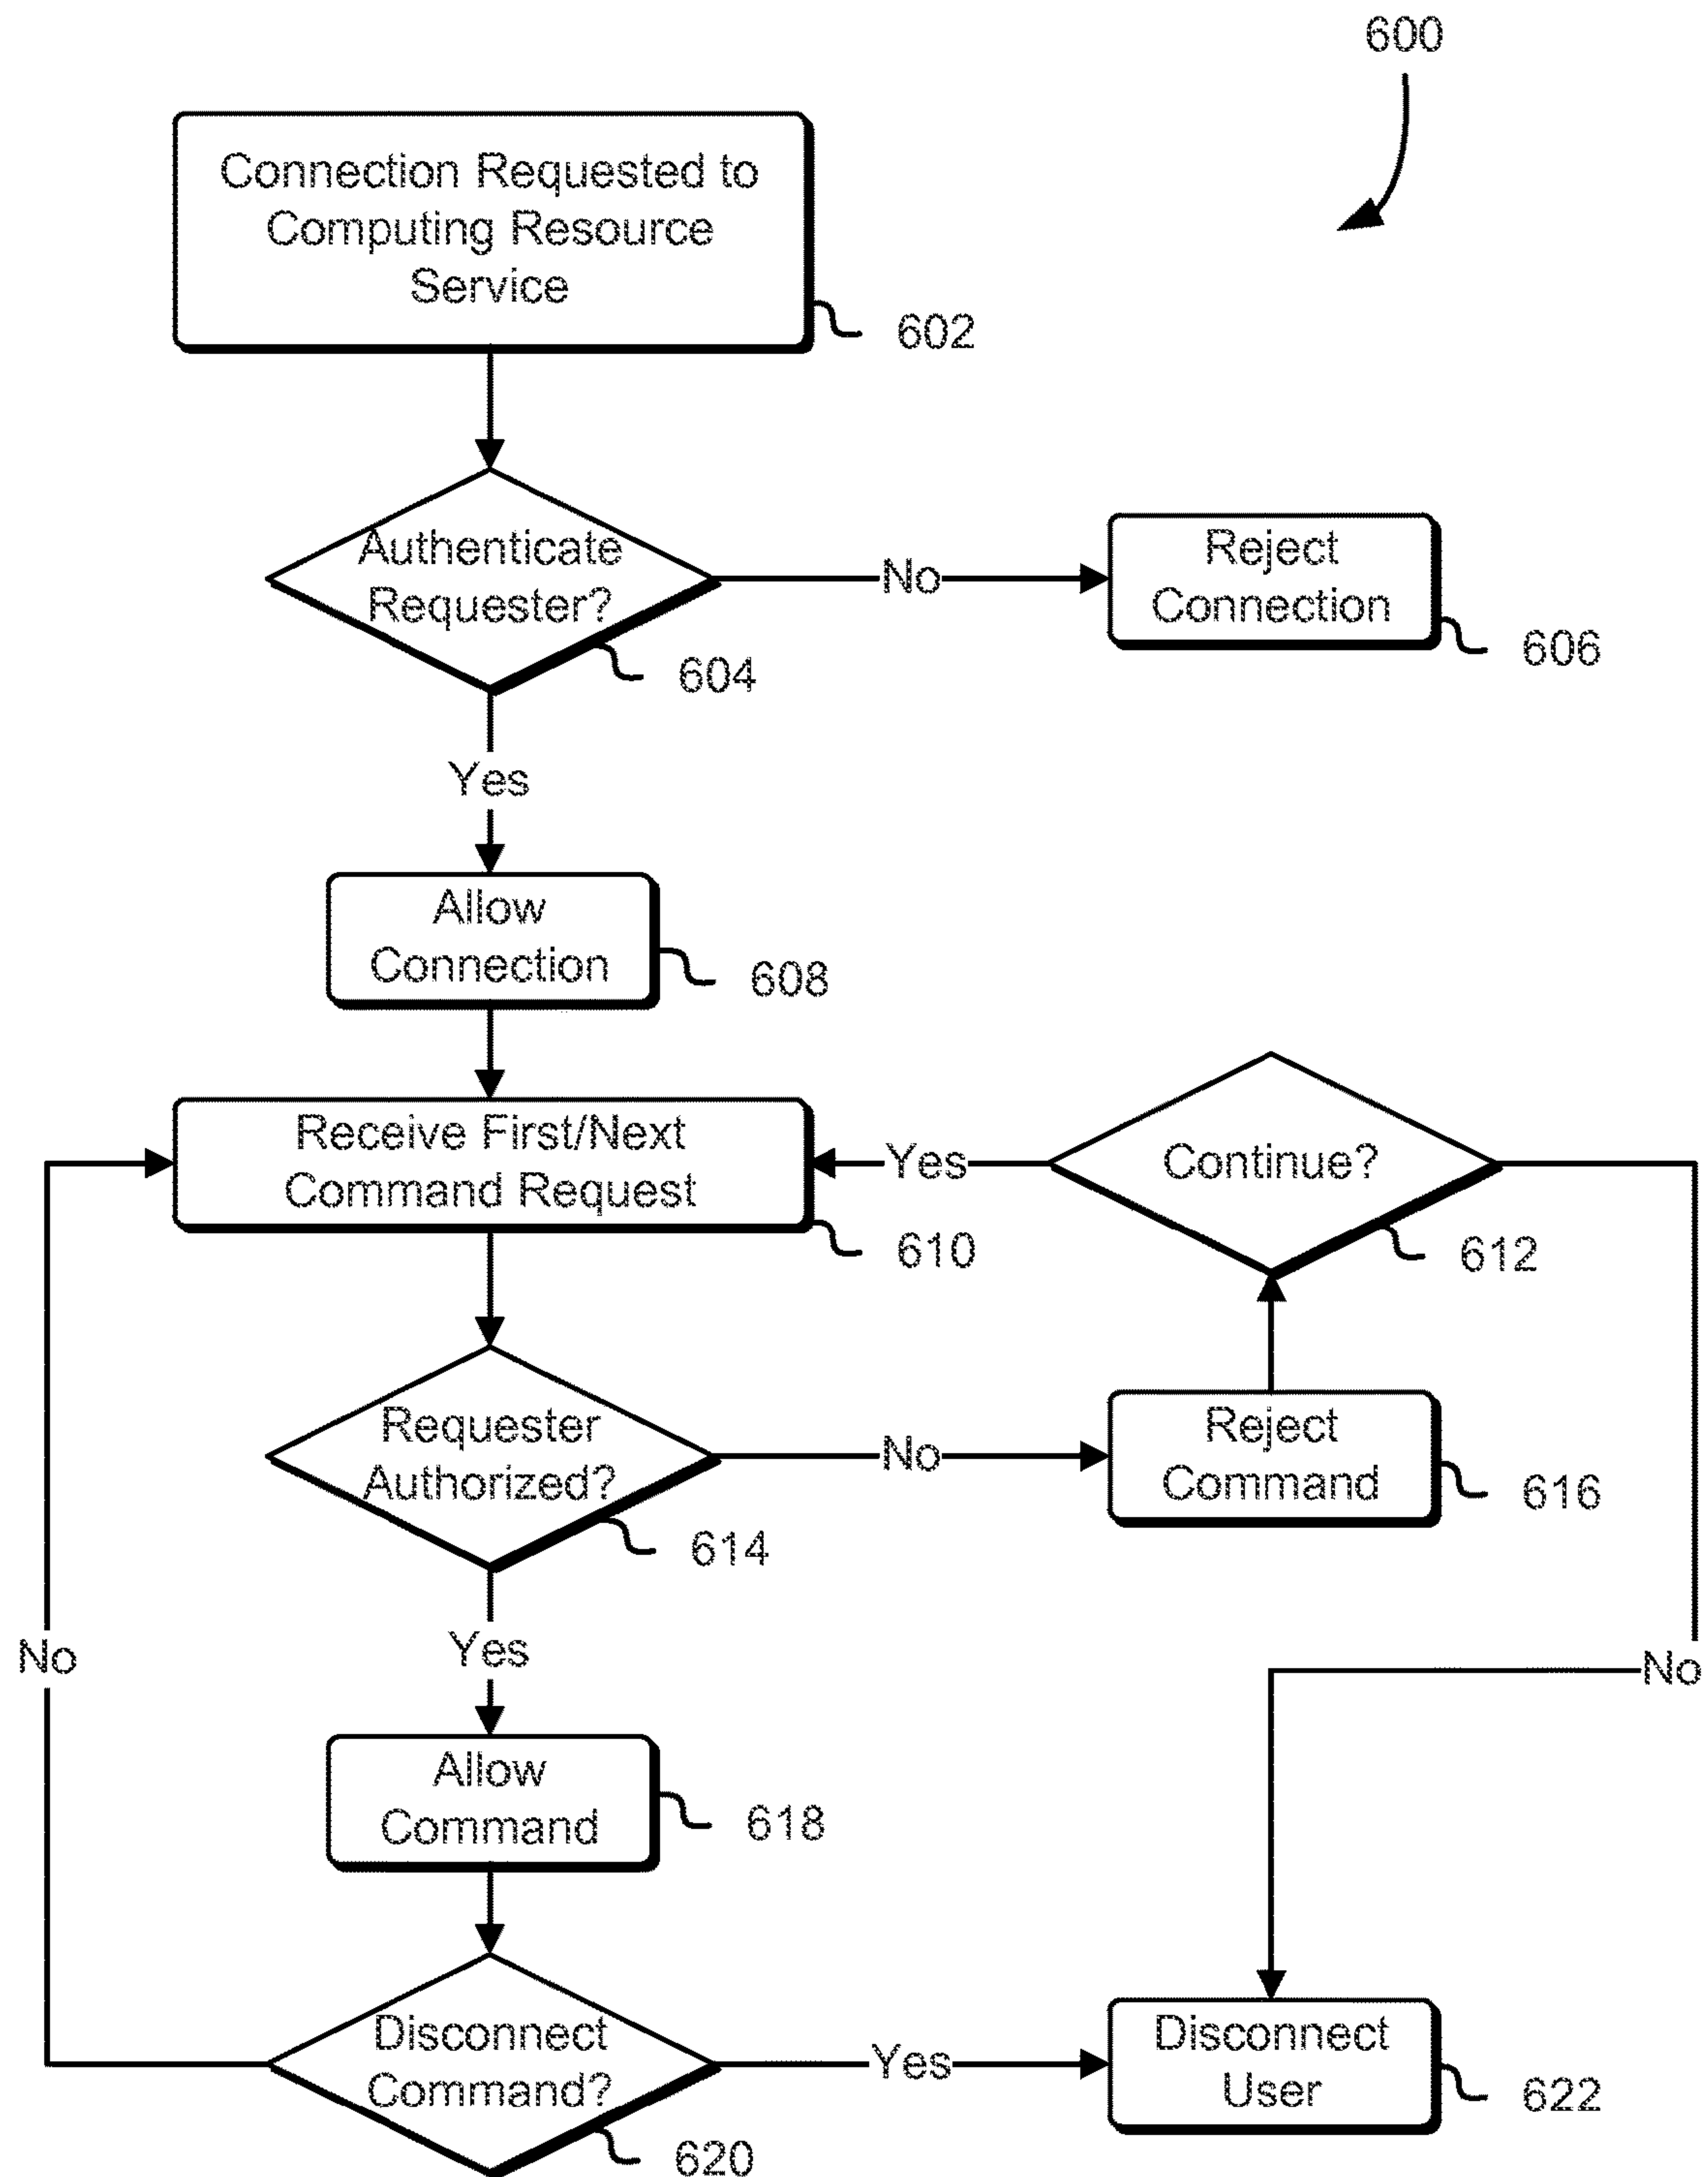 600
Connection Requested to
Computing Resource
Service
602
Authenticate
Requester?
604
No
Reject
Connection
606
Yes
Allow
Connection
608
Receive First/Next
Command Request
610
Yes
Continue?
612
Requester
Authorized?
614
No
Reject
Command
616
Yes
No
No
Allow
Command
618
Disconnect
Command?
620
Yes
Disconnect
User
622